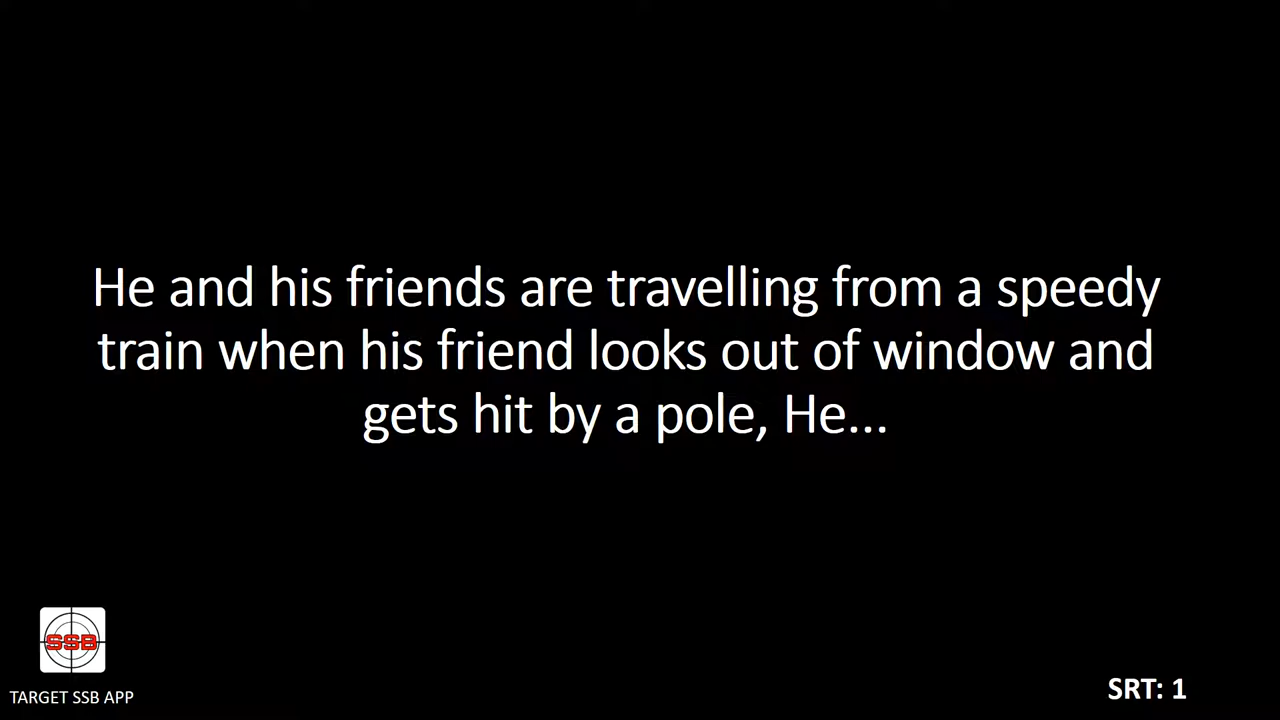 He and his friends are travelling from a speedy
train when his friend looks out of window and
gets hit by a pole, He...
SSB
TARGET SSB APP
SRT: 1